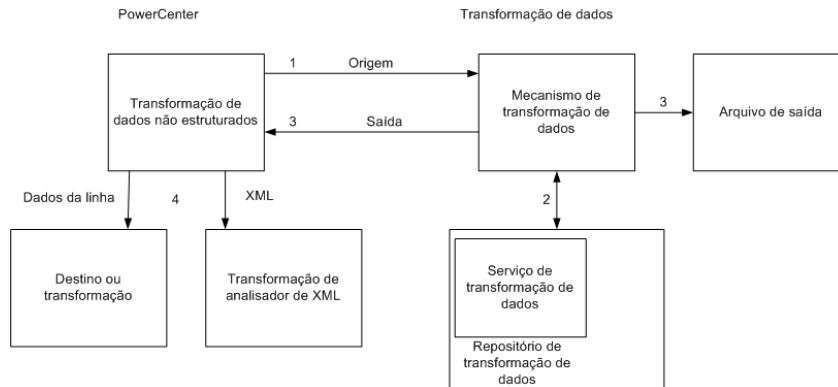 PowerCenter
Transformação de dados
1
Origem
Transformação de
dados não estruturados
Mecanismo de
transformação de
dados
3
Arquivo de saída
3
Saída
Dados da linha
4
XML
2
Destino ou
transformação
Transformação de
analisador de XML
Serviço de
transformação de
dados
Repositório de
transformação de
dados